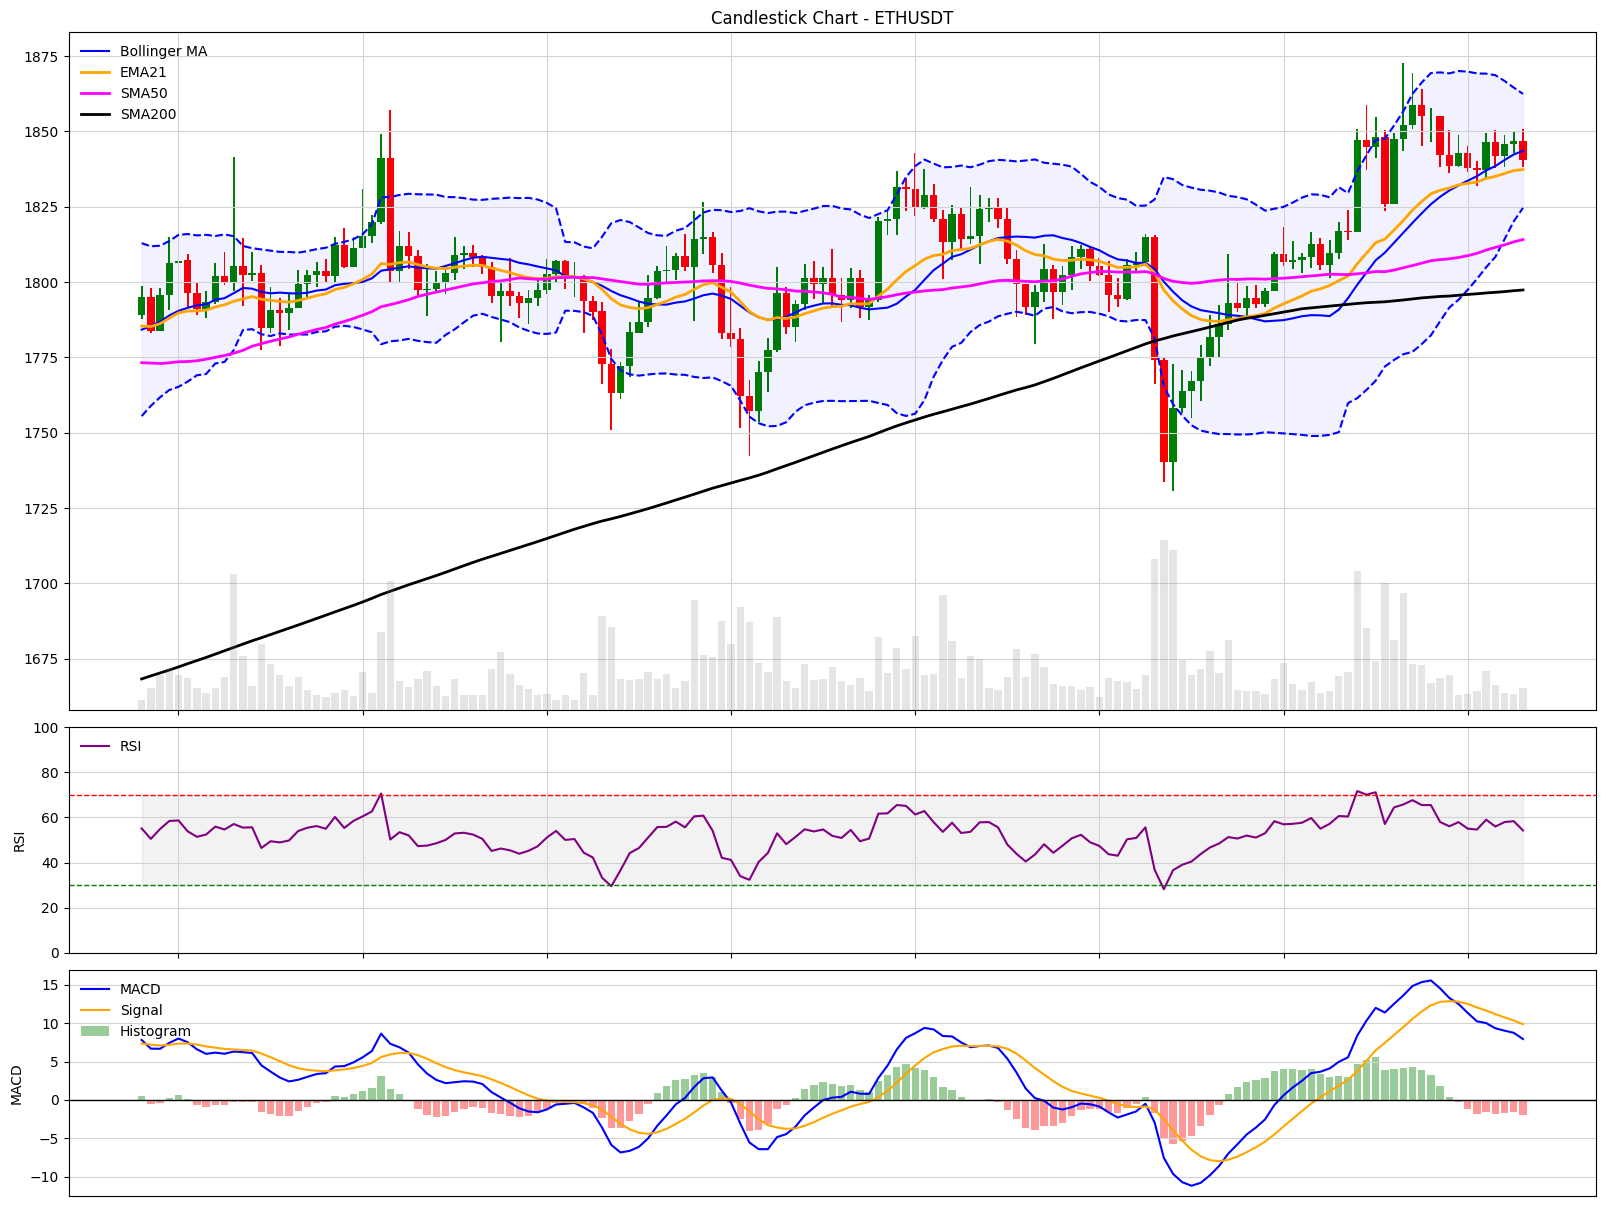 Candlestick Chart - ETHUSDT
Bollinger MA
EMA21
SMA50
SMA200
1875
1850
1825
1800
1775
1750
1725
1700
1675
RSI
100
80
60
40
20
0
RSI
MACD
Signal
Histogram
15
10
5
0
−5
−10
MACD